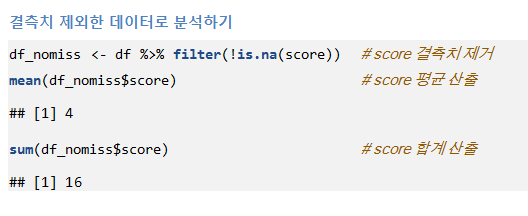 결측치 제외한 데이터로 분석하기
df_nomiss <- df %>% filter(!is.na(score))  # score 결측치 제거
mean(df_nomiss$score)  # score 평균 산출
## [1] 4
sum(df_nomiss$score)  # score 합계 산출
## [1] 16